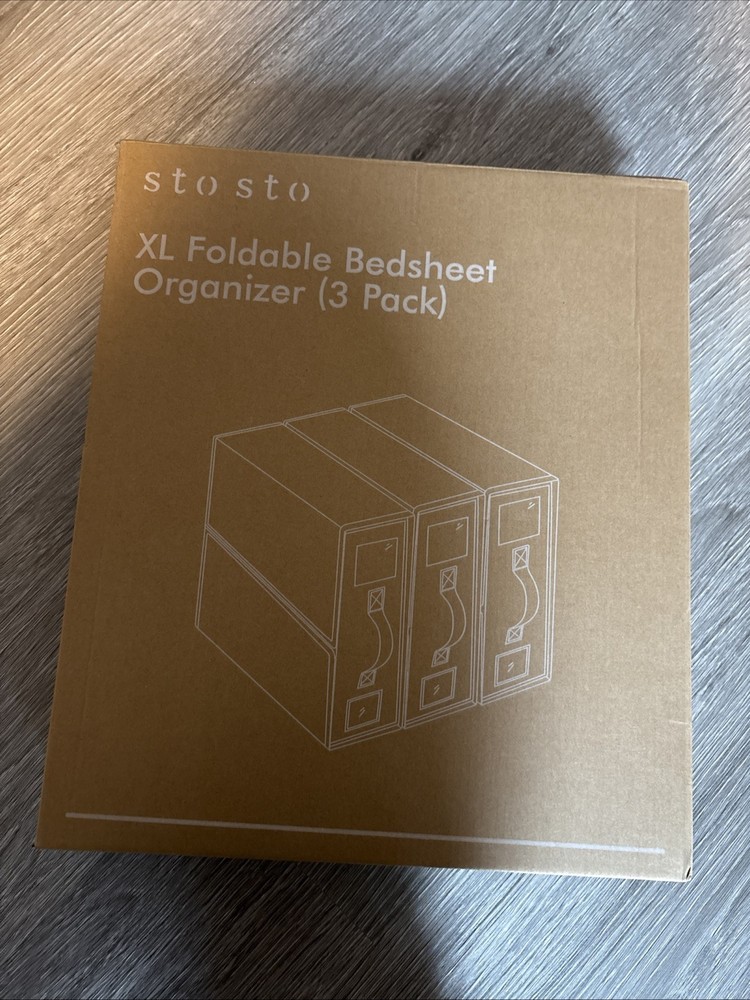 sto sto
XL Foldable Bedsheet
Organizer (3 Pack)